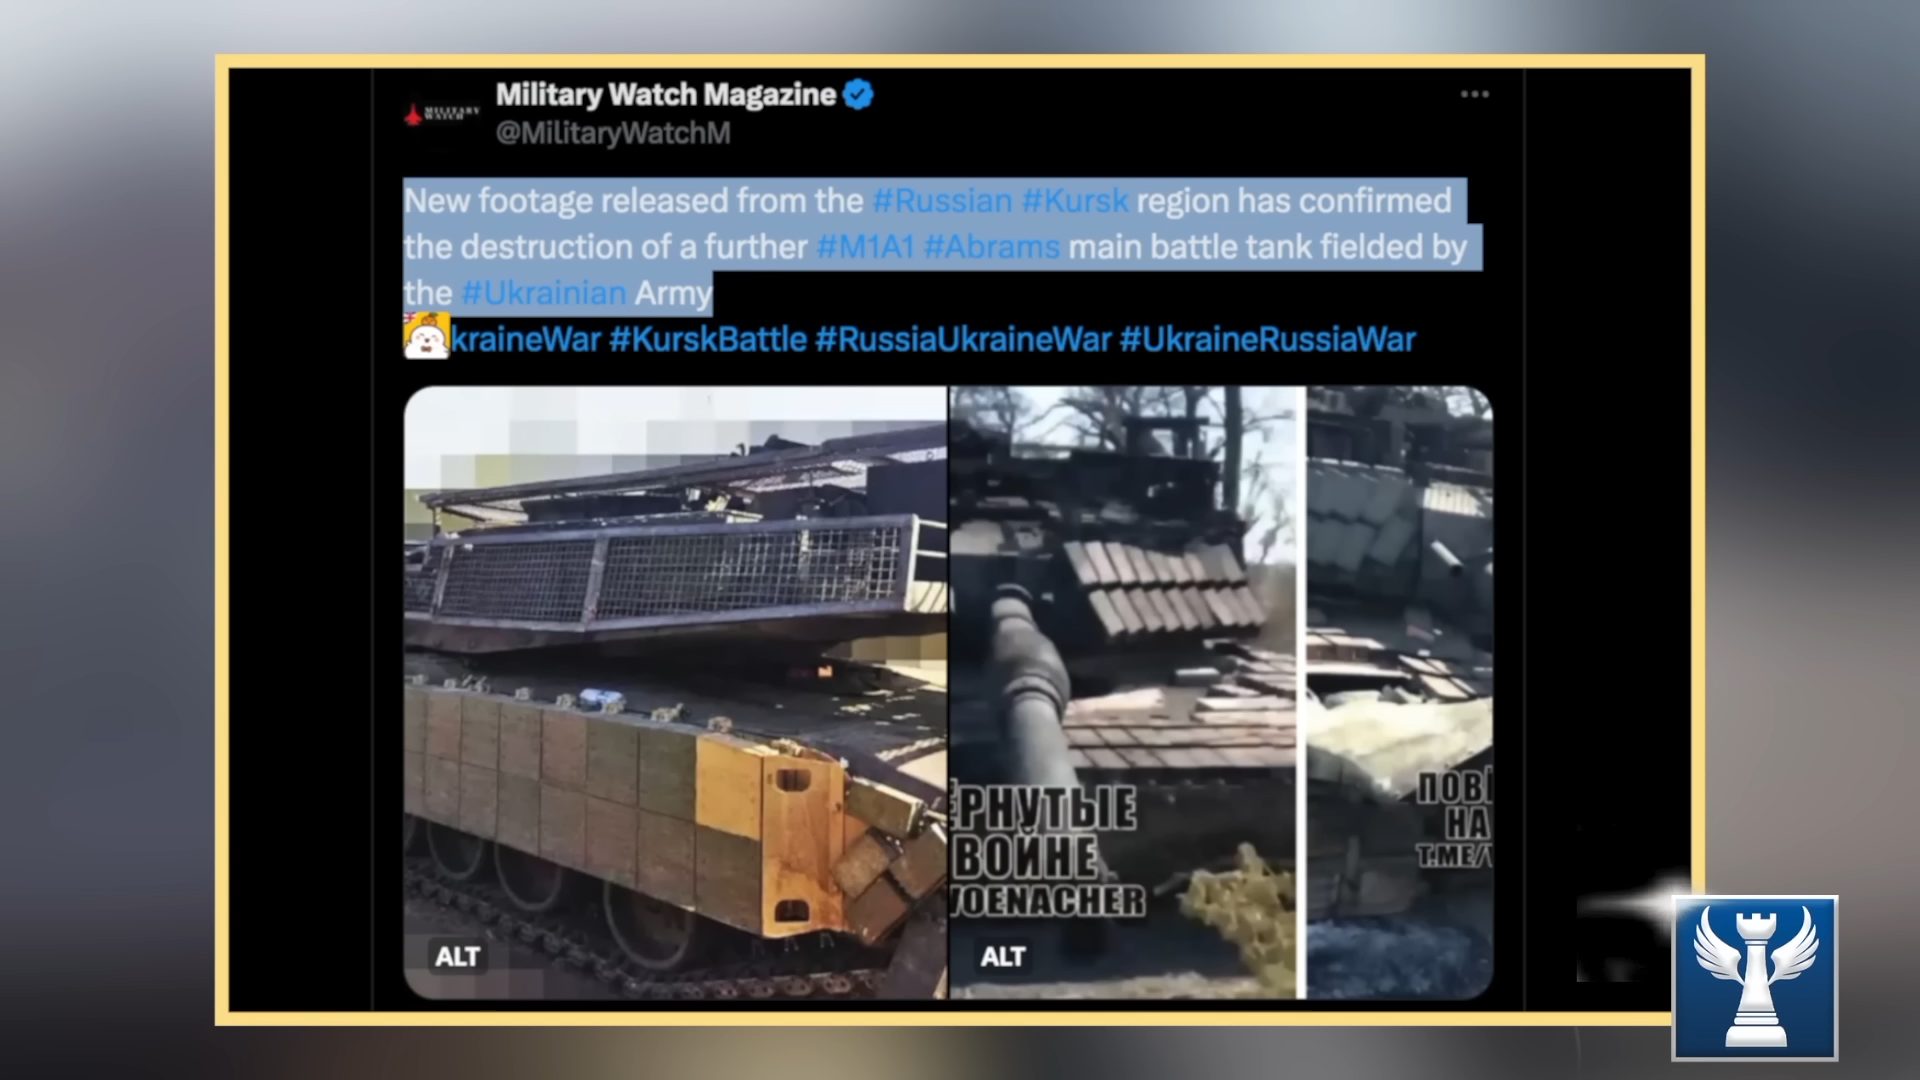 MILITARY
WATCH
Military Watch Magazine
@MilitaryWatchM
New footage released from the #Russian #Kursk region has confirmed
the destruction of a further #M1A1 #Abrams main battle tank fielded by
the #Ukrainian Army
kraineWar #KurskBattle #RussiaUkraineWar #UkraineRussiaWar
ЕРНУТЫЕ
ВОЙНЕ
VOENACHER
ПОВ
НА
T.ME/
ALT
ALT